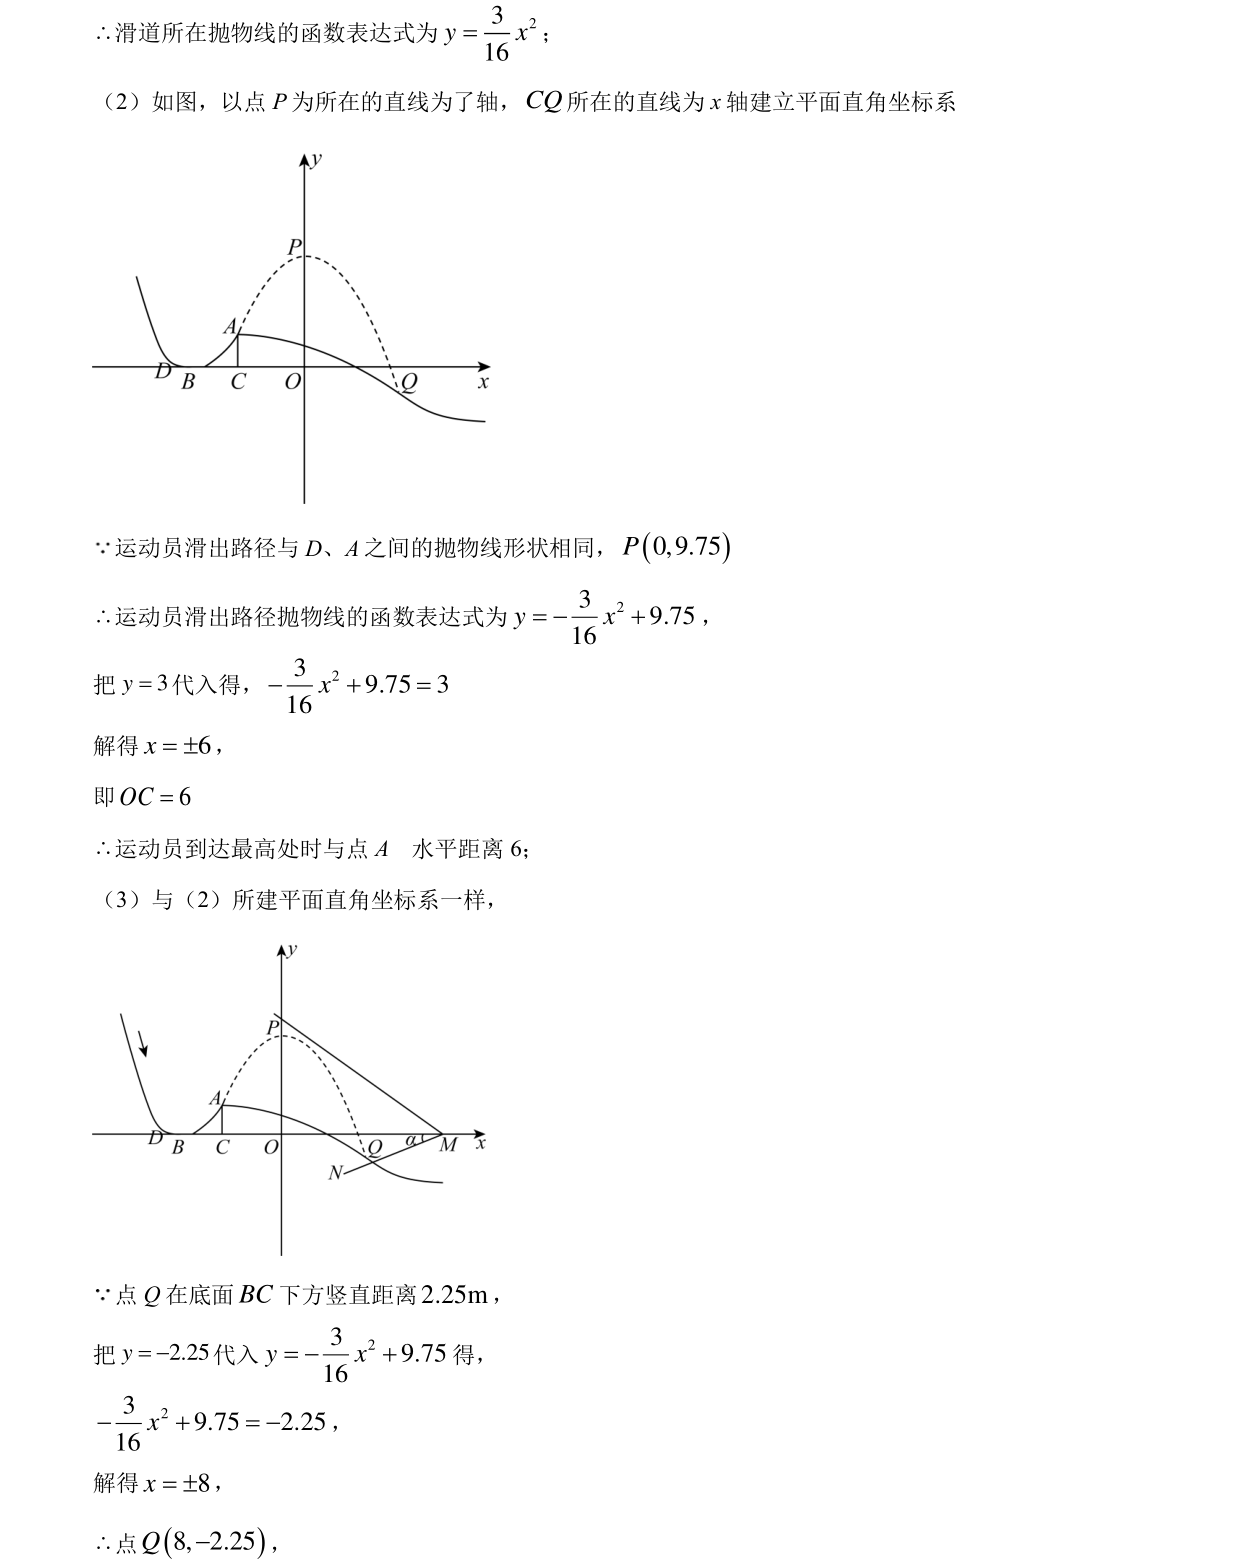 ∴滑道所在抛物线的函数表达式为 y = 3/16 x²；
（2）如图，以点 P 为所在的直线为了轴， CQ 所在的直线为 x 轴建立平面直角坐标系
y
P
A
D B C O Q x
∵运动员滑出路径与 D、A 之间的抛物线形状相同， P(0,9.75)
∴运动员滑出路径抛物线的函数表达式为 y = −3/16 x² + 9.75 ，
把 y = 3 代入得， −3/16 x² + 9.75 = 3
解得 x = ±6 ，
即 OC = 6
∴运动员到达最高处时与点 A 水平距离 6;
（3）与（2）所建平面直角坐标系一样，
y
P
A
D B C O Q α M x
N
∵点 Q 在底面 BC 下方竖直距离 2.25m ，
把 y = −2.25 代入 y = −3/16 x² + 9.75 得，
−3/16 x² + 9.75 = −2.25 ，
解得 x = ±8 ，
∴点 Q(8,−2.25) ，